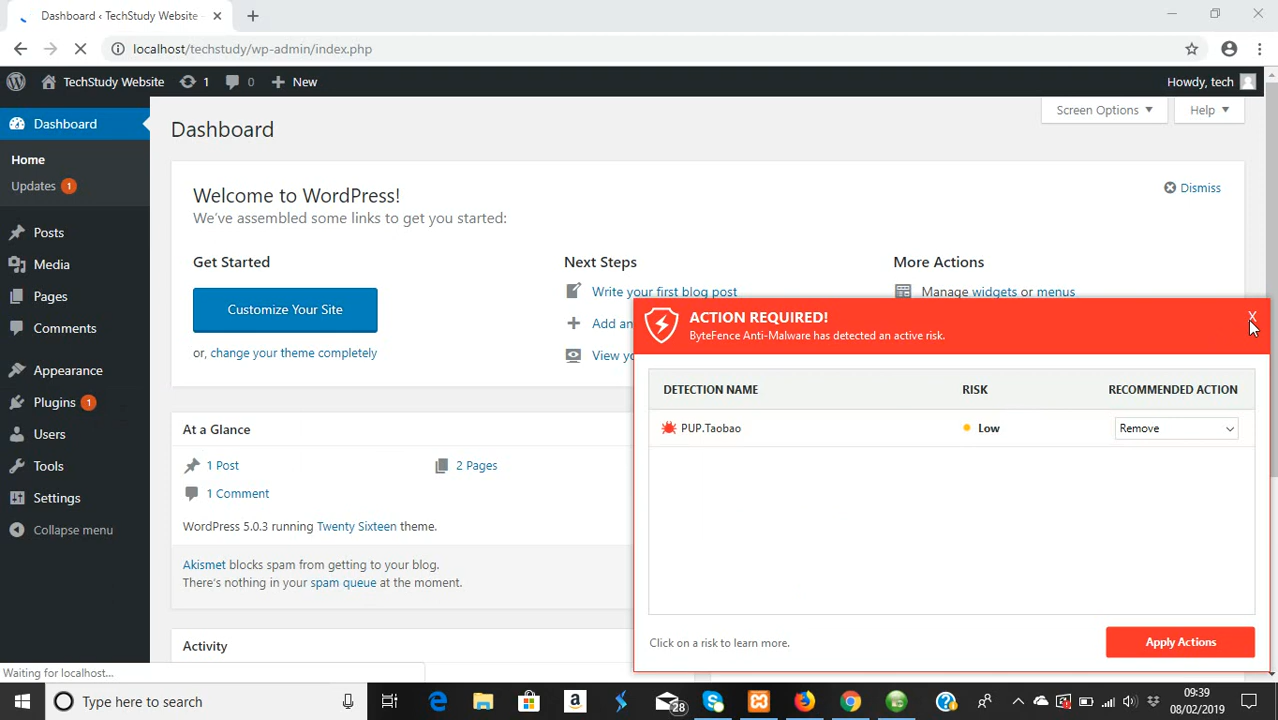 Dashboard ‹ TechStudy Website -
localhost/techstudy/wp-admin/index.php
TechStudy Website 1 0 New Howdy, tech
Dashboard
Home
Updates 1
Posts
Media
Pages
Comments
Appearance
Plugins 1
Users
Tools
Settings
Collapse menu
Screen Options Help
Dashboard
Welcome to WordPress!
We've assembled some links to get you started:
Dismiss
Get Started
Customize Your Site
or, change your theme completely
Next Steps
Write your first blog post
Add an
View yo
More Actions
Manage widgets or menus
At a Glance
1 Post 2 Pages
1 Comment
WordPress 5.0.3 running Twenty Sixteen theme.
Akismet blocks spam from getting to your blog.
There's nothing in your spam queue at the moment.
Activity
ACTION REQUIRED! X
ByteFence Anti-Malware has detected an active risk.
DETECTION NAME RISK RECOMMENDED ACTION
PUP.Taobao Low Remove
Click on a risk to learn more.
Apply Actions
Waiting for localhost...
Type here to search
28
09:39
08/02/2019